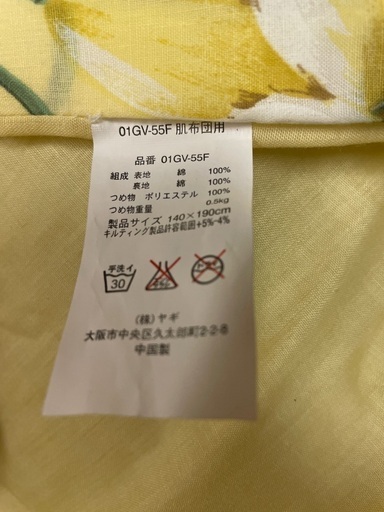 01GV-55F 肌布団用
品番 01GV-55F
組成 表地 綿 100%
裏地 綿 100%
つめ物 ポリエステル 100%
つめ物重量 0.5kg
製品サイズ 140×190cm
キルティング製品許容範囲+5%-4%
手洗イ
30
(株)ヤギ
大阪市中央区久太郎町2-2-8
中国製